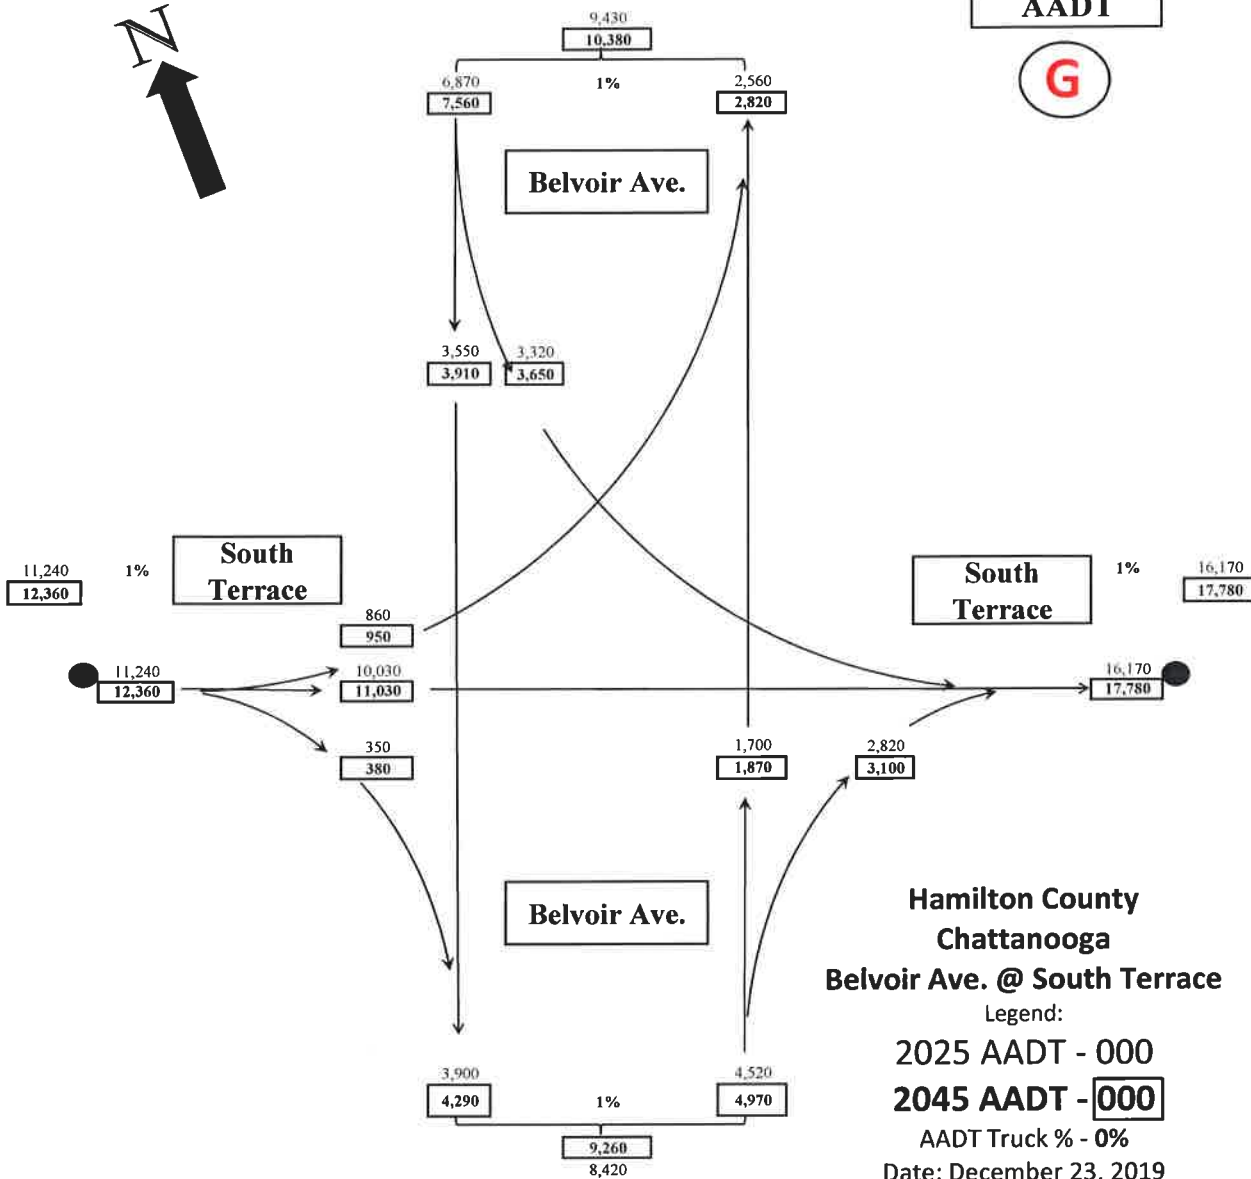 AADT
G
N
9,430
10,380
6,870
1%
2,560
7,560
2,820
Belvoir Ave.
3,550
3,320
3,910
3,650
South
Terrace
11,240
1%
12,360
South
Terrace
1%
16,170
17,780
860
950
11,240
12,360
10,030
11,030
16,170
17,780
350
380
1,700
1,870
2,820
3,100
Belvoir Ave.
3,900
4,520
4,290
1%
4,970
9,260
8,420
Hamilton County
Chattanooga
Belvoir Ave. @ South Terrace
Legend:
2025 AADT - 000
2045 AADT - 000
AADT Truck % - 0%
Date: December 23, 2019